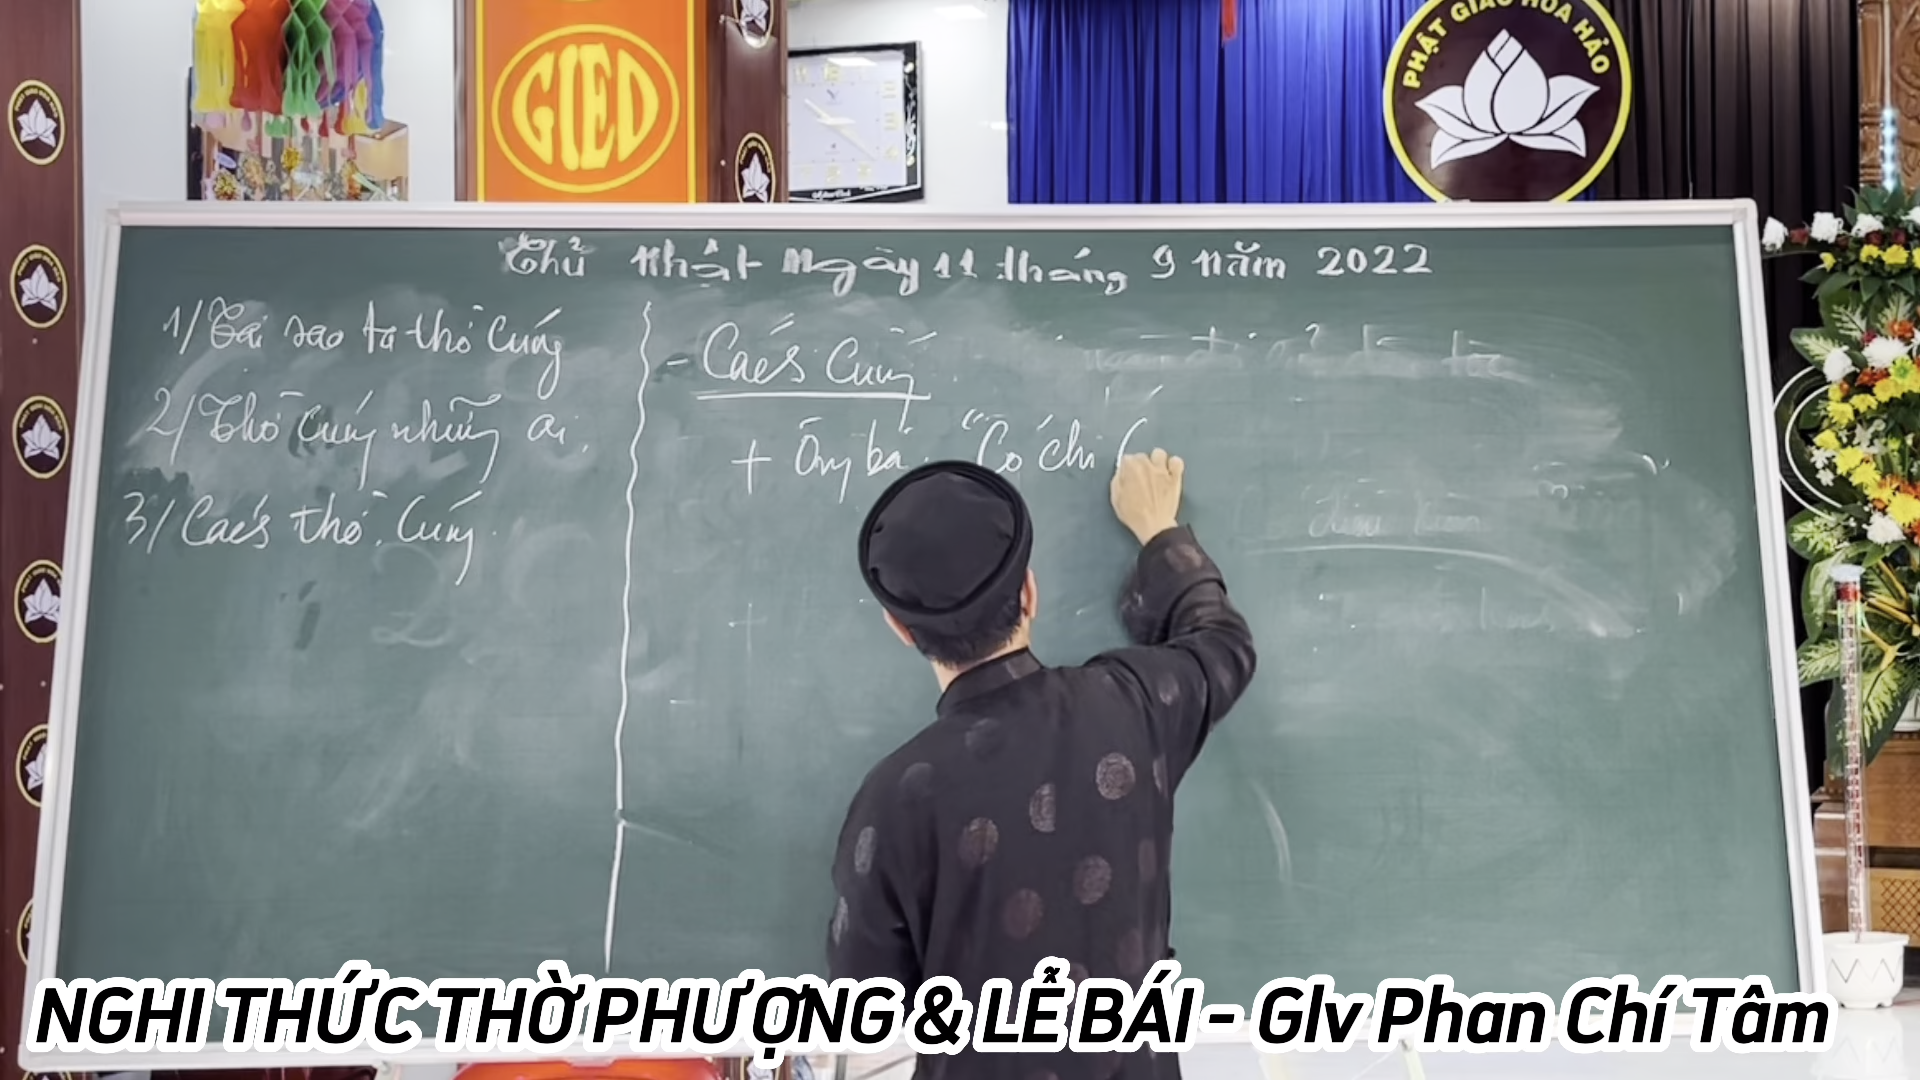 GIEO
PHẬT GIÁO HÒA HẢO
Chủ Nhật Ngày 11 tháng 9 năm 2022
1/ Tại sao ta thờ Cúng
2/ Thờ Cúng những ai.
3/ Cách thờ Cúng.
- Cách Cúng
+ Ông bà. "Có chi
NGHI THỨC THỜ PHƯỢNG & LỄ BÁI - Glv Phan Chí Tâm